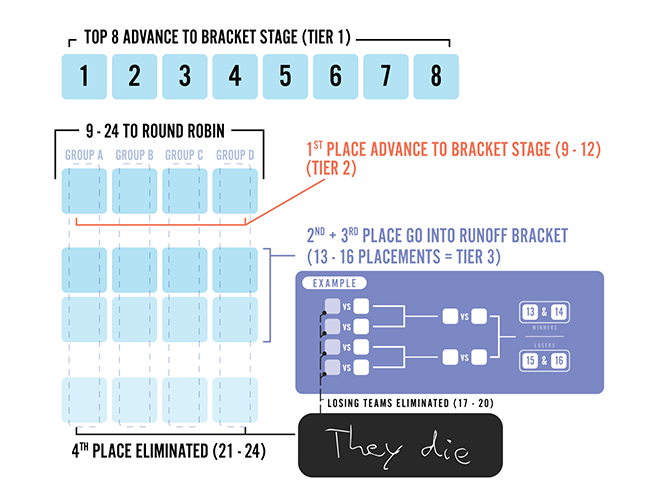 TOP 8 ADVANCE TO BRACKET STAGE (TIER 1)
1 2 3 4 5 6 7 8
9 - 24 TO ROUND ROBIN
GROUP A GROUP B GROUP C GROUP D
1ST PLACE ADVANCE TO BRACKET STAGE (9 - 12)
(TIER 2)
2ND + 3RD PLACE GO INTO RUNOFF BRACKET
(13 - 16 PLACEMENTS = TIER 3)
EXAMPLE
VS
VS
VS
VS
VS
VS
13 & 14
WINNERS
LOSERS
15 & 16
LOSING TEAMS ELIMINATED (17 - 20)
4TH PLACE ELIMINATED (21 - 24)
They die